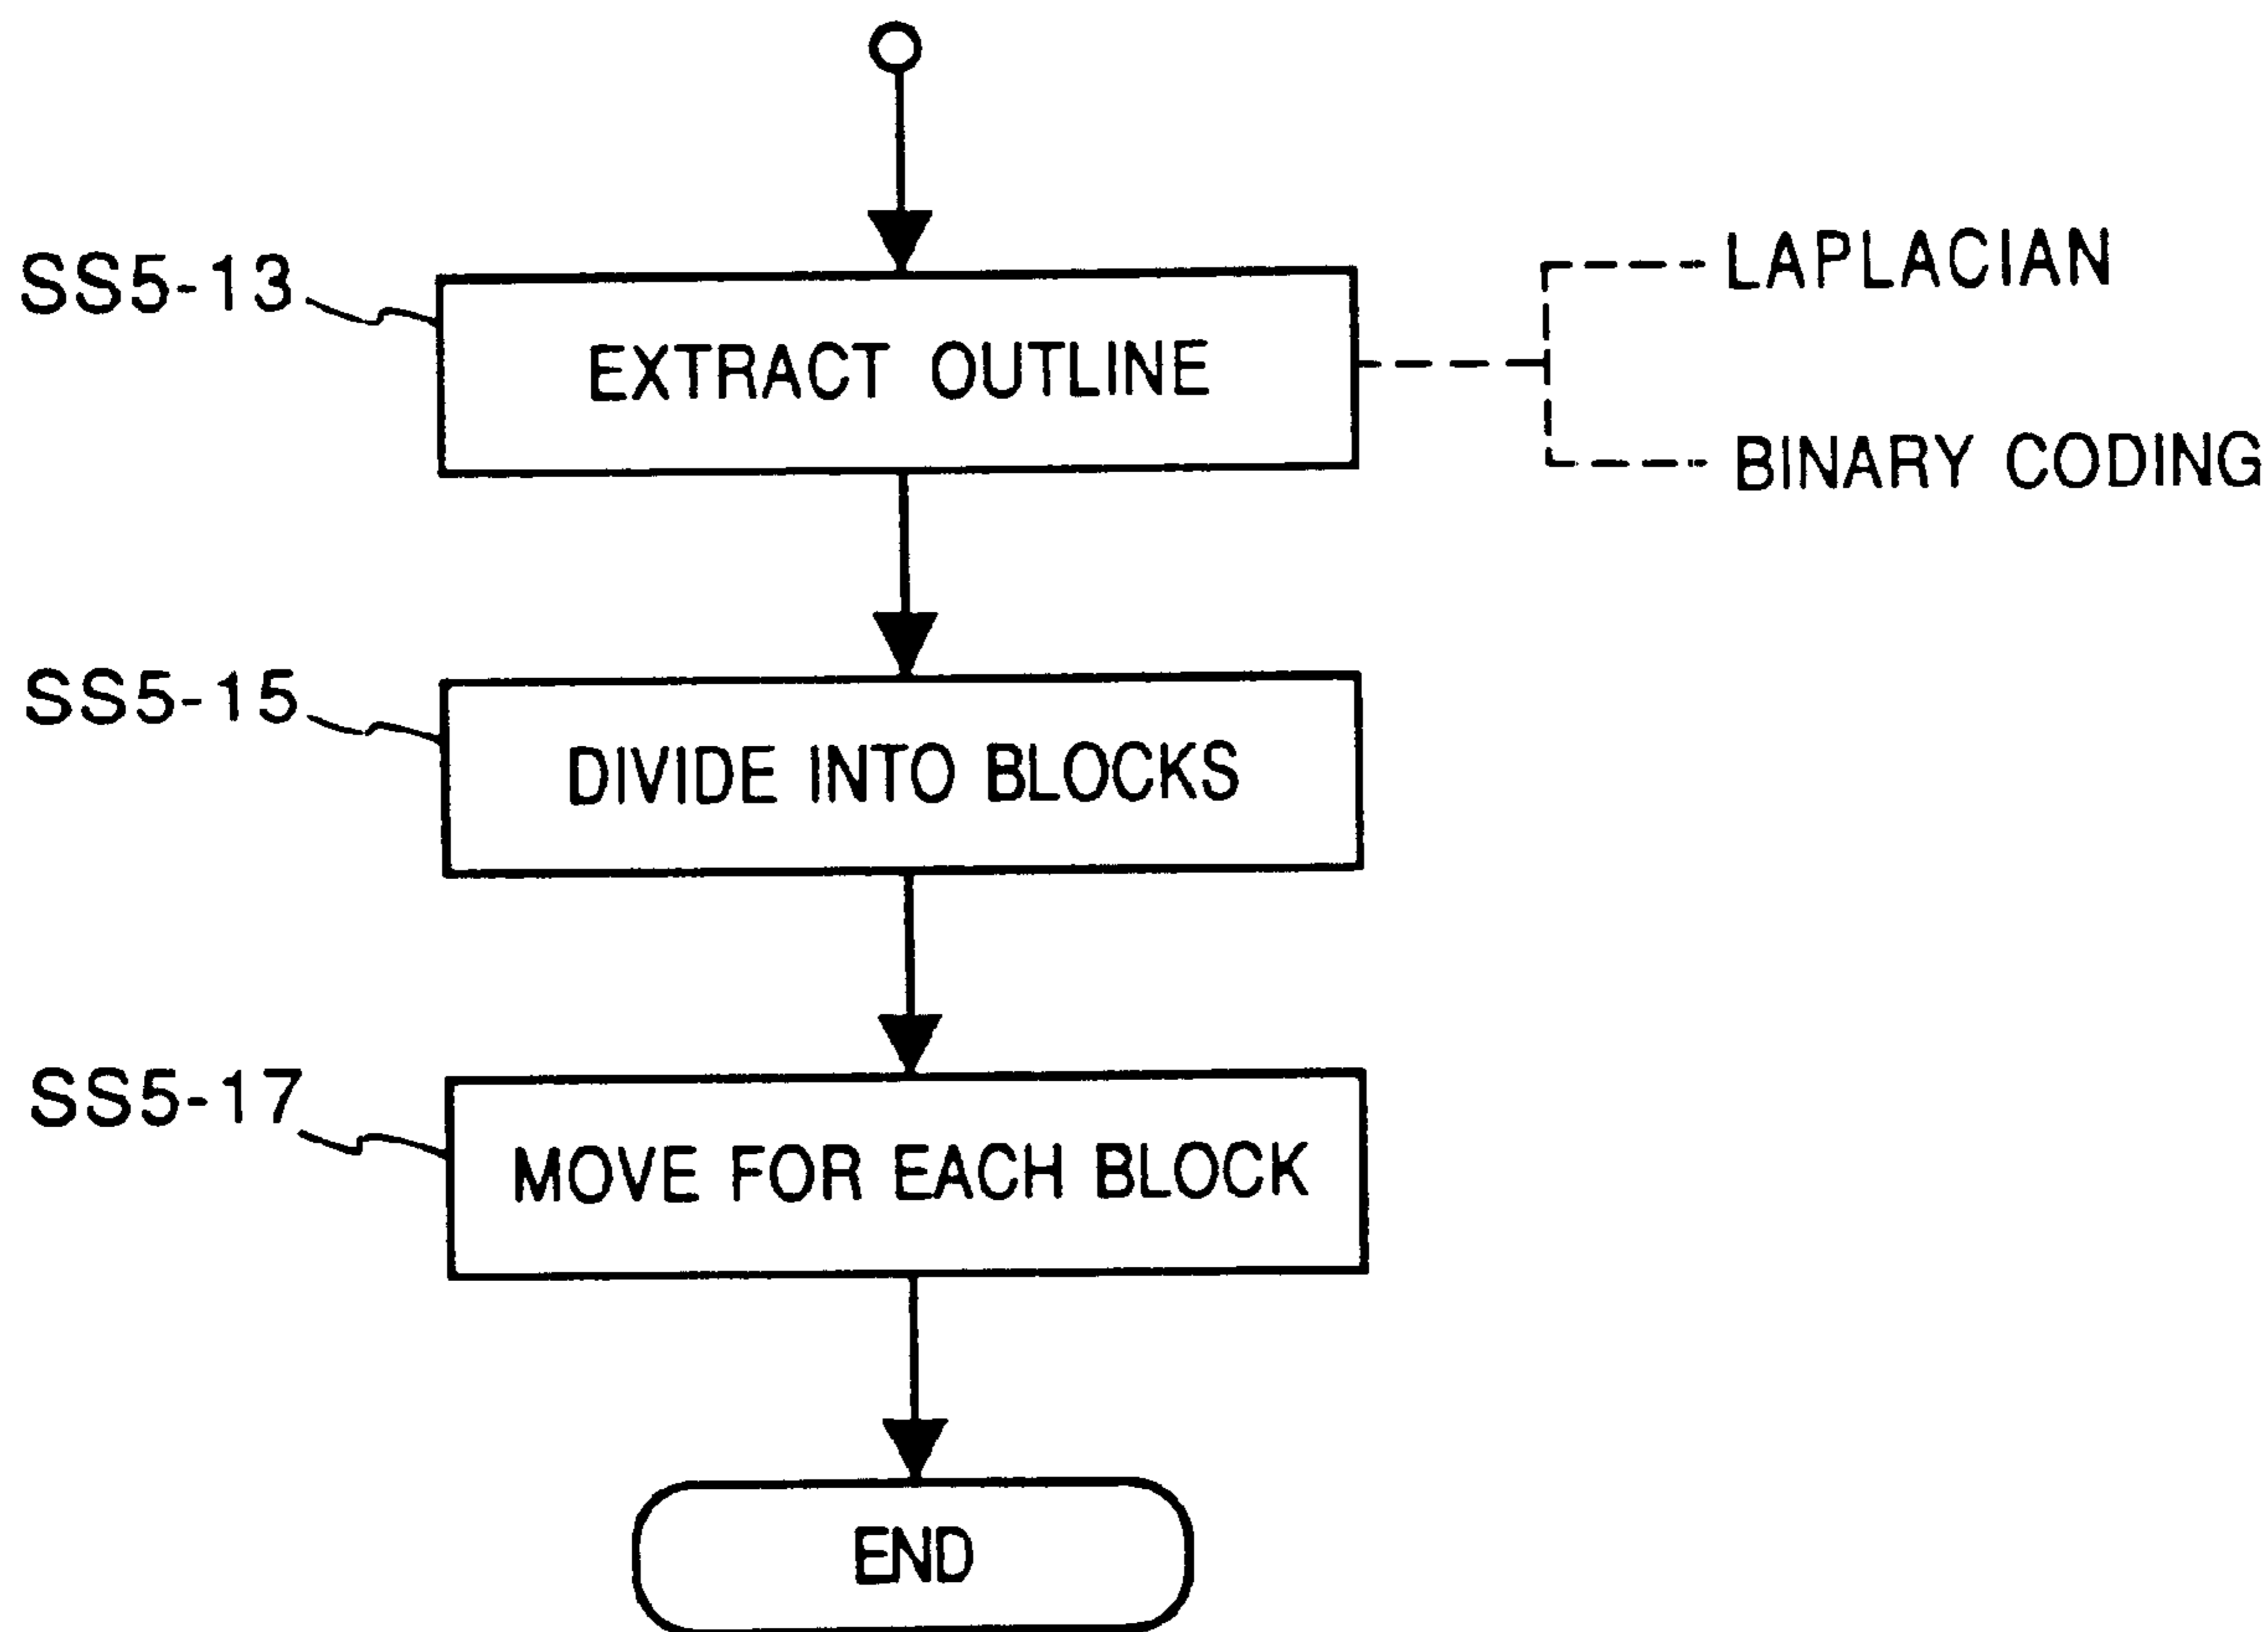 SS5-13
EXTRACT OUTLINE
LAPLACIAN
BINARY CODING
SS5-15
DIVIDE INTO BLOCKS
SS5-17
MOVE FOR EACH BLOCK
END